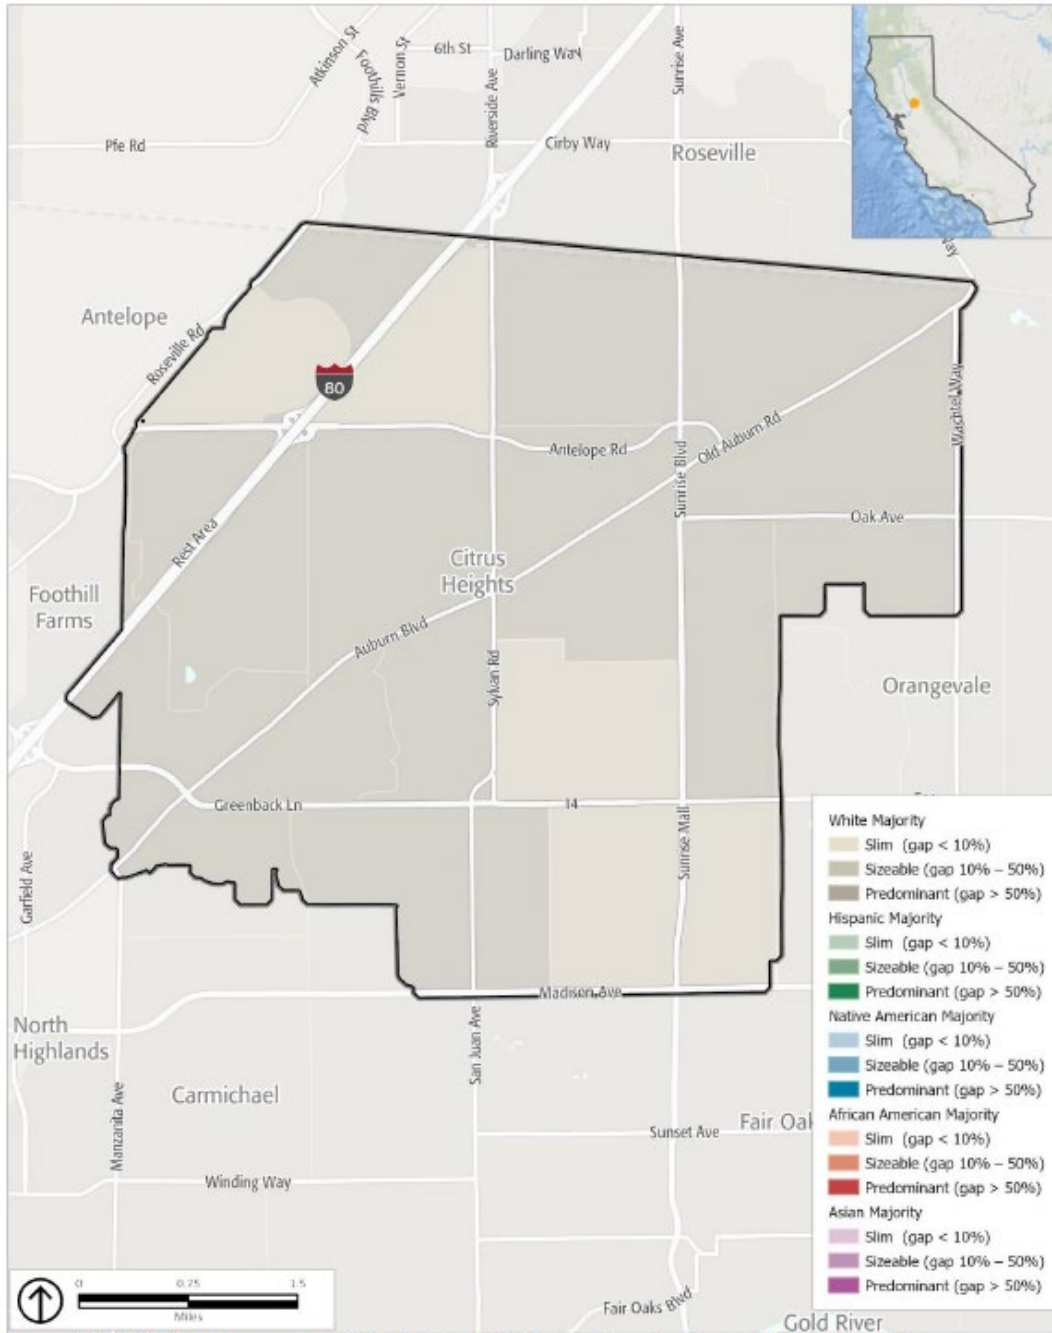 Atkinson St
Foothills Blvd
Vernon St
6th St
Darling Way
Riverside Ave
Sunrise Ave
Pfe Rd
Cirby Way
Roseville
Way
Antelope
Roseville Rd
80
Antelope Rd
Sunrise Blvd
Old Auburn Rd
Wachtel Way
Rest Area
Oak Ave
Citrus
Heights
Foothill
Farms
Auburn Blvd
Sylvan Rd
Orangevale
Greenback Ln
14
Sunrise Mall
Garfield Ave
Madison Ave
North
Highlands
San Juan Ave
Carmichael
Manzanita Ave
Sunset Ave
Fair Oak
Winding Way
Fair Oaks Blvd
Gold River
White Majority
Slim (gap < 10%)
Sizeable (gap 10% – 50%)
Predominant (gap > 50%)
Hispanic Majority
Slim (gap < 10%)
Sizeable (gap 10% – 50%)
Predominant (gap > 50%)
Native American Majority
Slim (gap < 10%)
Sizeable (gap 10% – 50%)
Predominant (gap > 50%)
African American Majority
Slim (gap < 10%)
Sizeable (gap 10% – 50%)
Predominant (gap > 50%)
Asian Majority
Slim (gap < 10%)
Sizeable (gap 10% – 50%)
Predominant (gap > 50%)
0 0.75 1.5
Miles